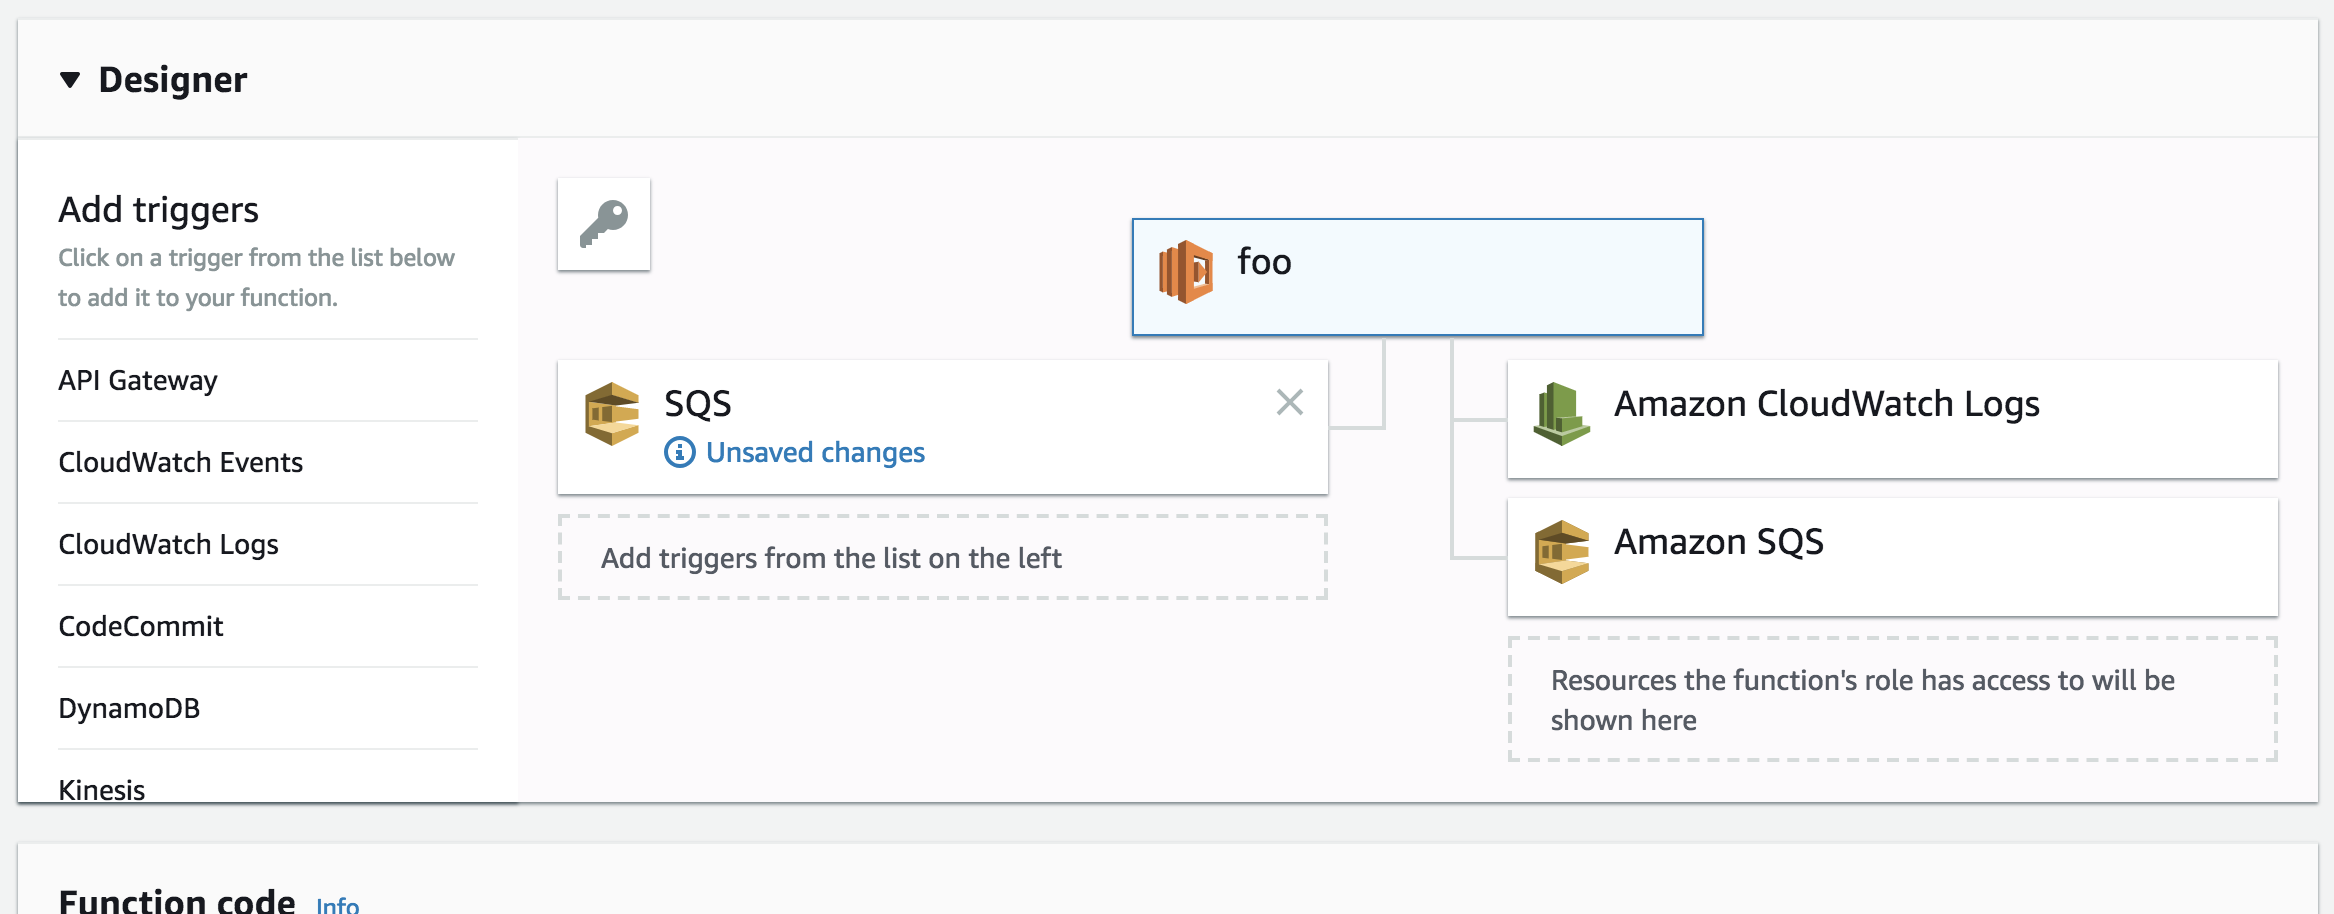 Designer
Add triggers
Click on a trigger from the list below
to add it to your function.
API Gateway
CloudWatch Events
CloudWatch Logs
CodeCommit
DynamoDB
Kinesis
foo
SQS
Unsaved changes
Add triggers from the list on the left
Amazon CloudWatch Logs
Amazon SQS
Resources the function's role has access to will be
shown here
Function code Info